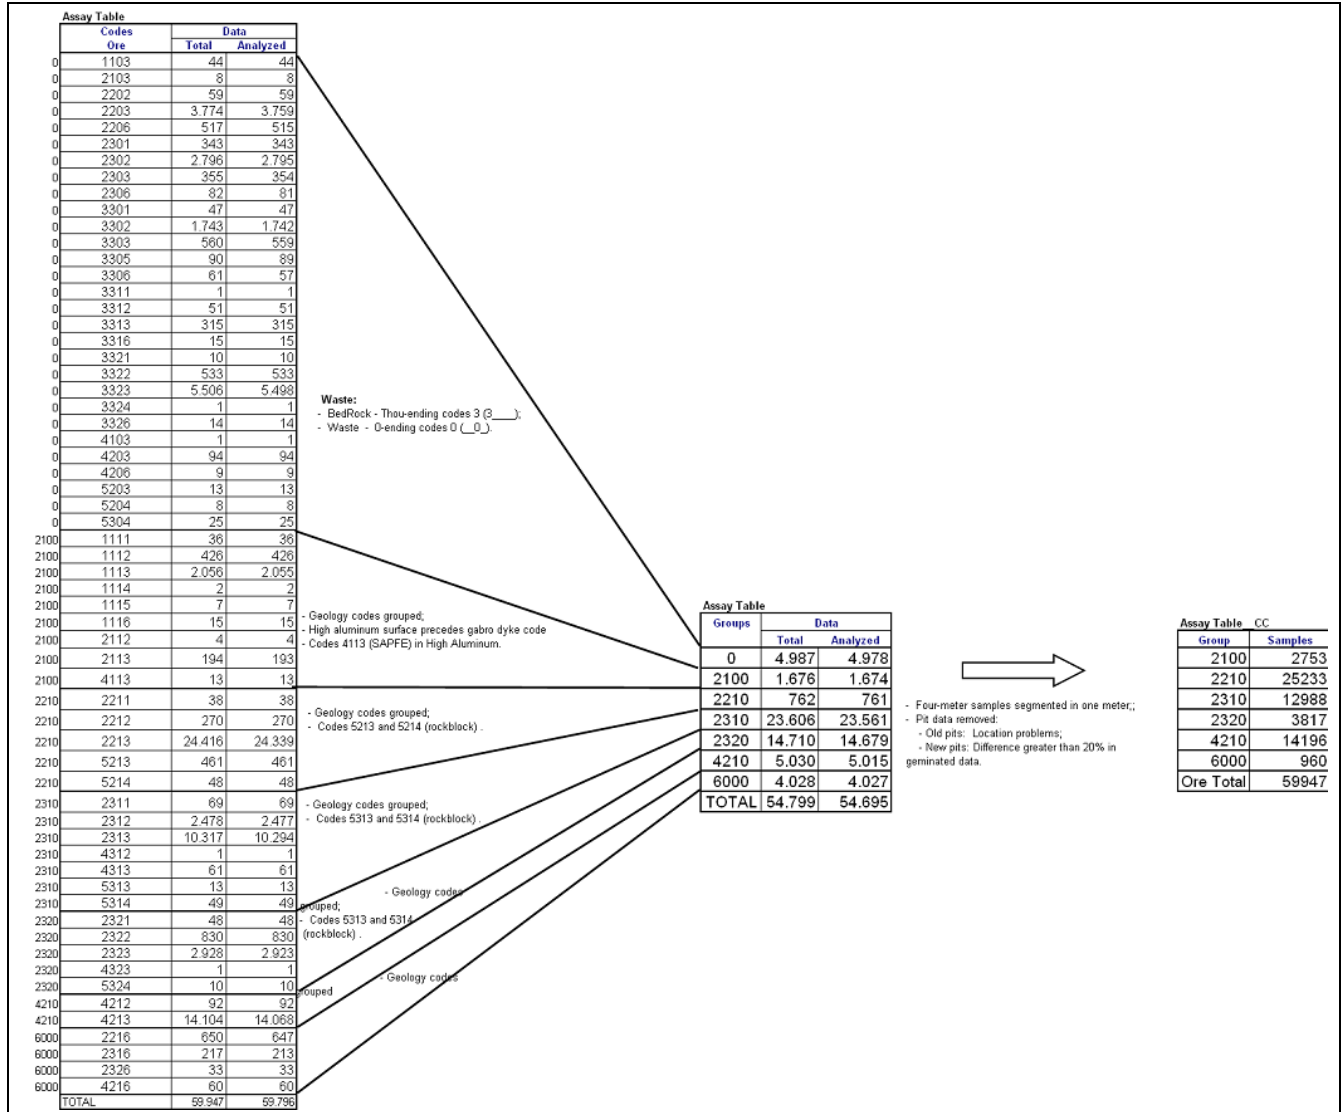 Assay Table
Codes Data
Ore Total Analyzed
0 1103 44 44
0 2103 8 8
0 2202 59 59
0 2203 3.774 3.759
0 2206 517 515
0 2301 343 343
0 2302 2.796 2.795
0 2303 355 354
0 2306 82 81
0 3301 47 47
0 3302 1.743 1.742
0 3303 560 559
0 3305 90 89
0 3306 61 57
0 3311 1 1
0 3312 51 51
0 3313 315 315
0 3316 15 15
0 3321 10 10
0 3322 533 533
0 3323 5.506 5.498
0 3324 1 1
0 3326 14 14
0 4103 1 1
0 4203 94 94
0 4206 9 9
0 5203 13 13
0 5204 8 8
0 5304 25 25
2100 1111 36 36
2100 1112 426 426
2100 1113 2.056 2.055
2100 1114 2 2
2100 1115 7 7
2100 1116 15 15
2100 2112 4 4
2100 2113 194 193
2100 4113 13 13
2210 2211 38 38
2210 2212 270 270
2210 2213 24.416 24.339
2210 5213 461 461
2210 5214 48 48
2310 2311 69 69
2310 2312 2.478 2.477
2310 2313 10.317 10.294
2310 4312 1 1
2310 4313 61 61
2310 5313 13 13
2310 5314 49 49
2320 2321 48 48
2320 2322 830 830
2320 2323 2.928 2.923
2320 4323 1 1
2320 5324 10 10
4210 4212 92 92
4210 4213 14.104 14.068
6000 2216 650 647
6000 2316 217 213
6000 2326 33 33
6000 4216 60 60
TOTAL 59.947 59.796
Waste:
- BedRock - Thou-ending codes 3 (3____);
- Waste - 0-ending codes 0 (__0_).
- Geology codes grouped;
- High aluminum surface precedes gabro dyke code
- Codes 4113 (SAPFE) in High Aluminum.
- Geology codes grouped;
- Codes 5213 and 5214 (rockblock) .
- Geology codes grouped;
- Codes 5313 and 5314 (rockblock) .
- Geology codes
grouped;
- Codes 5313 and 5314
(rockblock) .
- Geology codes
grouped
Assay Table
Groups Data
Total Analyzed
0 4.987 4.978
2100 1.676 1.674
2210 762 761
2310 23.606 23.561
2320 14.710 14.679
4210 5.030 5.015
6000 4.028 4.027
TOTAL 54.799 54.695
- Four-meter samples segmented in one meter,;
- Pit data removed:
- Old pits: Location problems;
- New pits: Difference greater than 20% in
geminated data.
Assay Table__CC
Group Samples
2100 2753
2210 25233
2310 12988
2320 3817
4210 14196
6000 960
Ore Total 59947